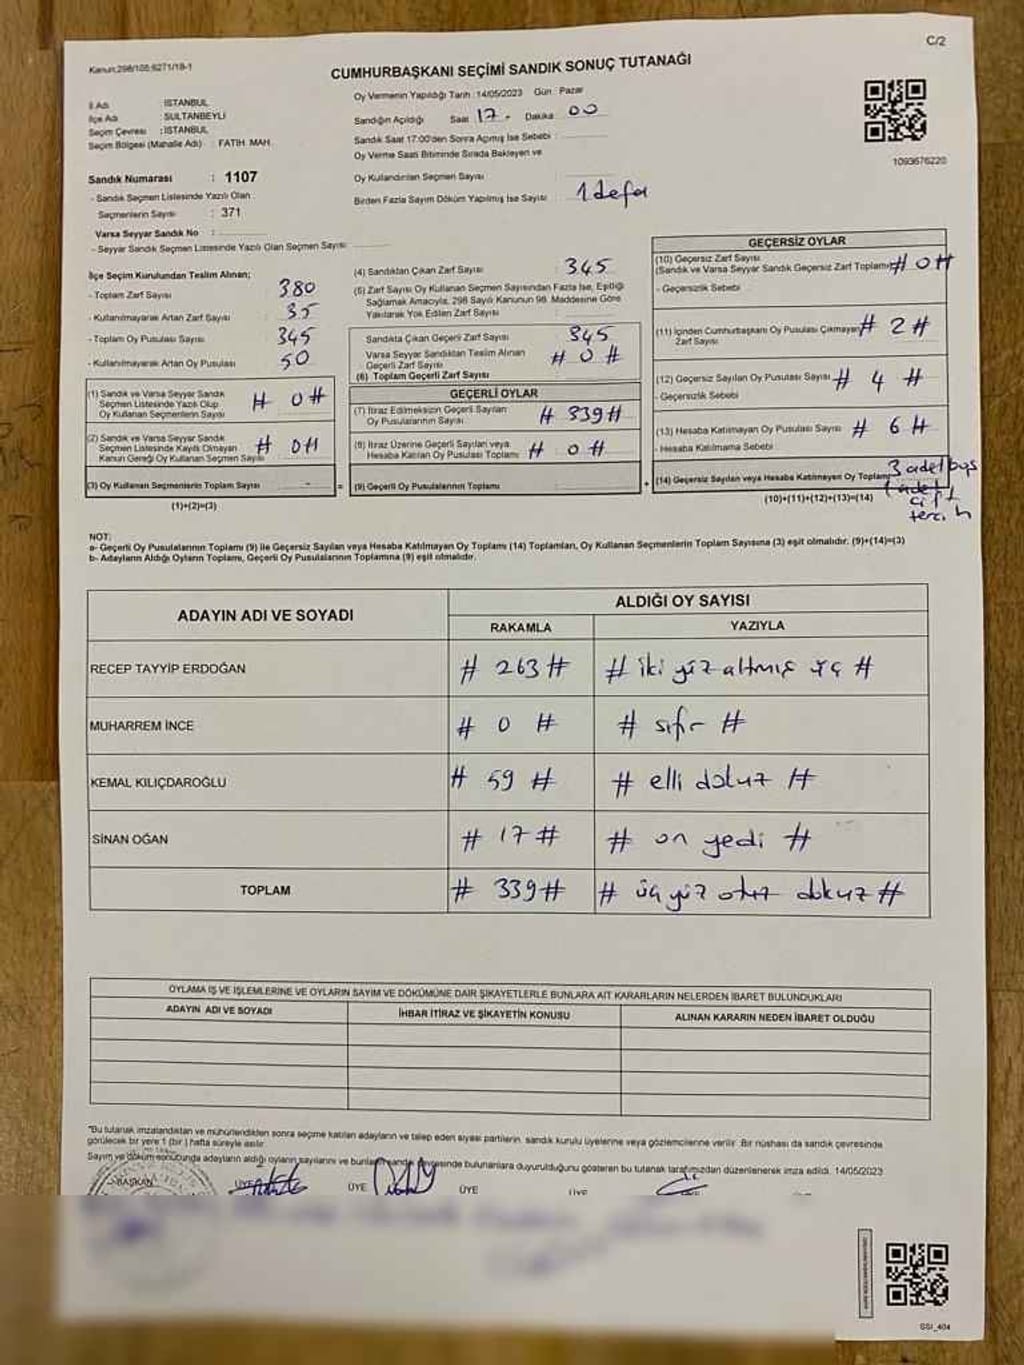 C/2
Kanun:298/105 6271/18-1
CUMHURBAŞKANI SEÇİMİ SANDIK SONUÇ TUTANAĞI
İl Adı : İSTANBUL
İlçe Adı : SULTANBEYLİ
Seçim Çevresi : İSTANBUL
Seçim Bölgesi (Mahalle Adı) : FATİH MAH.
Oy Vermenin Yapıldığı Tarih :14/05/2023 Gün : Pazar
Sandığın Açıldığı Saat 17. Dakika 00
Sandık Saat 17:00'den Sonra Açılmış İse Sebebi :
Oy Verme Saati Bitiminde Sırada Bekleyen ve
Oy Kullandırılan Seçmen Sayısı
Birden Fazla Sayım Döküm Yapılmış İse Sayısı 1 defa
1093676220
Sandık Numarası : 1107
- Sandık Seçmen Listesinde Yazılı Olan
Seçmenlerin Sayısı : 371
Varsa Seyyar Sandık No :
- Seyyar Sandık Seçmen Listesinde Yazılı Olan Seçmen Sayısı:
İlçe Seçim Kurulundan Teslim Alınan;
- Toplam Zarf Sayısı 380
- Kullanılmayarak Artan Zarf Sayısı : 35
- Toplam Oy Pusulası Sayısı : 345
- Kullanılmayarak Artan Oy Pusulası 50
(1) Sandık ve Varsa Seyyar Sandık
Seçmen Listesinde Yazılı Olup
Oy Kullanan Seçmenlerin Sayısı # 0 #
(2) Sandık ve Varsa Seyyar Sandık
Seçmen Listesinde Kayıtlı Olmayan
Kanun Gereği Oy Kullanan Seçmen Sayısı # 0 #
(3) Oy Kullanan Seçmenlerin Toplam Sayısı - =
(1)+(2)=(3)
(4) Sandıktan Çıkan Zarf Sayısı : 345
(5) Zarf Sayısı Oy Kullanan Seçmen Sayısından Fazla İse, Eşitliği
Sağlamak Amacıyla, 298 Sayılı Kanunun 98. Maddesine Göre
Yakılarak Yok Edilen Zarf Sayısı
Sandıkta Çıkan Geçerli Zarf Sayısı 345
Varsa Seyyar Sandıktan Teslim Alınan
Geçerli Zarf Sayısı # 0 #
(6) Toplam Geçerli Zarf Sayısı
GEÇERLİ OYLAR
(7) İtiraz Edilmeksizin Geçerli Sayılan
Oy Pusulasının Sayısı # 339 #
(8) İtiraz Üzerine Geçerli Sayılan veya
Hesaba Katılan Oy Pusulası Toplamı # 0 #
(9) Geçerli Oy Pusulalarının Toplamı +
GEÇERSİZ OYLAR
(10) Geçersiz Zarf Sayısı
(Sandık ve Varsa Seyyar Sandık Geçersiz Zarf Toplamı) # 0 #
- Geçersizlik Sebebi
(11) İçinden Cumhurbaşkanı Oy Pusulası Çıkmayan
Zarf Sayısı # 2 #
(12) Geçersiz Sayılan Oy Pusulası Sayısı # 4 #
- Geçersizlik Sebebi
(13) Hesaba Katılmayan Oy Pusulası Sayısı # 6 #
- Hesaba Katılmama Sebebi
(14) Geçersiz Sayılan veya Hesaba Katılmayan Oy Toplamı 3 adet boş
1 adet
çift
tercih
(10)+(11)+(12)+(13)=(14)
NOT:
a- Geçerli Oy Pusulalarının Toplamı (9) ile Geçersiz Sayılan veya Hesaba Katılmayan Oy Toplamı (14) Toplamları, Oy Kullanan Seçmenlerin Toplam Sayısına (3) eşit olmalıdır. (9)+(14)=(3)
b- Adayların Aldığı Oyların Toplamı, Geçerli Oy Pusulalarının Toplamına (9) eşit olmalıdır.
ADAYIN ADI VE SOYADI
ALDIĞI OY SAYISI
RAKAMLA YAZIYLA
RECEP TAYYİP ERDOĞAN # 263 # # iki yüz altmış üç #
MUHARREM İNCE # 0 # # sıfır #
KEMAL KILIÇDAROĞLU # 59 # # elli dokuz #
SİNAN OĞAN # 17 # # on yedi #
TOPLAM # 339 # # üç yüz otuz dokuz #
OYLAMA İŞ VE İŞLEMLERİNE VE OYLARIN SAYIM VE DÖKÜMÜNE DAİR ŞİKAYETLERLE BUNLARA AİT KARARLARIN NELERDEN İBARET BULUNDUKLARI
ADAYIN ADI VE SOYADI İHBAR İTİRAZ VE ŞİKAYETİN KONUSU ALINAN KARARIN NEDEN İBARET OLDUĞU
"Bu tutanak imzalandıktan ve mühürlendikten sonra seçime katılan adayların ve talep eden siyasi partilerin, sandık kurulu üyelerine veya gözlemcilerine verilir. Bir nüshası da sandık çevresinde
görülecek bir yere 1 (bir) hafta süreyle asılır.
Sayım ve döküm sonucunda adayların aldığı oyların sayılarını ve bunların sandık çevresinde bulunanlara duyurulduğunu gösteren bu tutanak tarafımızdan düzenlenerek imza edildi. 14/05/2023
BAŞKAN ÜYE ÜYE ÜYE ÜYE